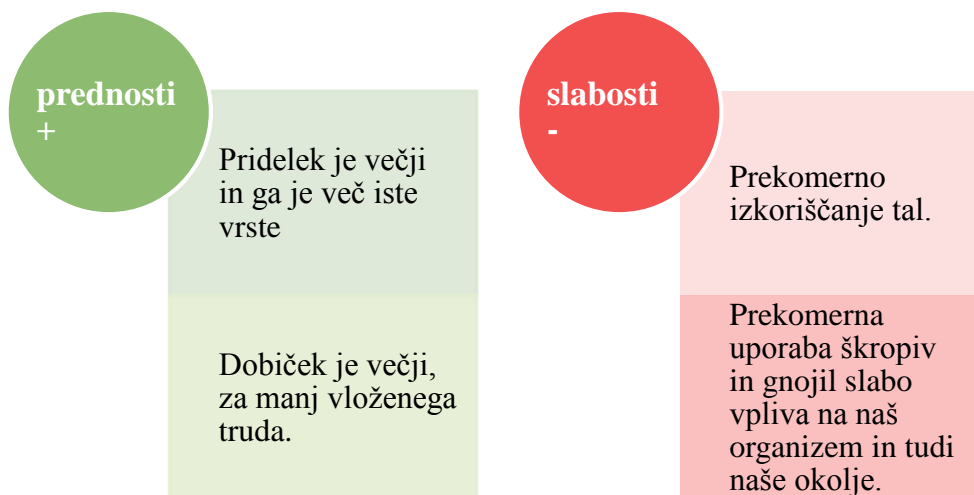 prednosti
+
Pridelek je večji
in ga je več iste
vrste
Dobiček je večji,
za manj vloženega
truda.
slabosti
-
Prekomerno
izkoriščanje tal.
Prekomerna
uporaba škropiv
in gnojil slabo
vpliva na naš
organizem in tudi
naše okolje.